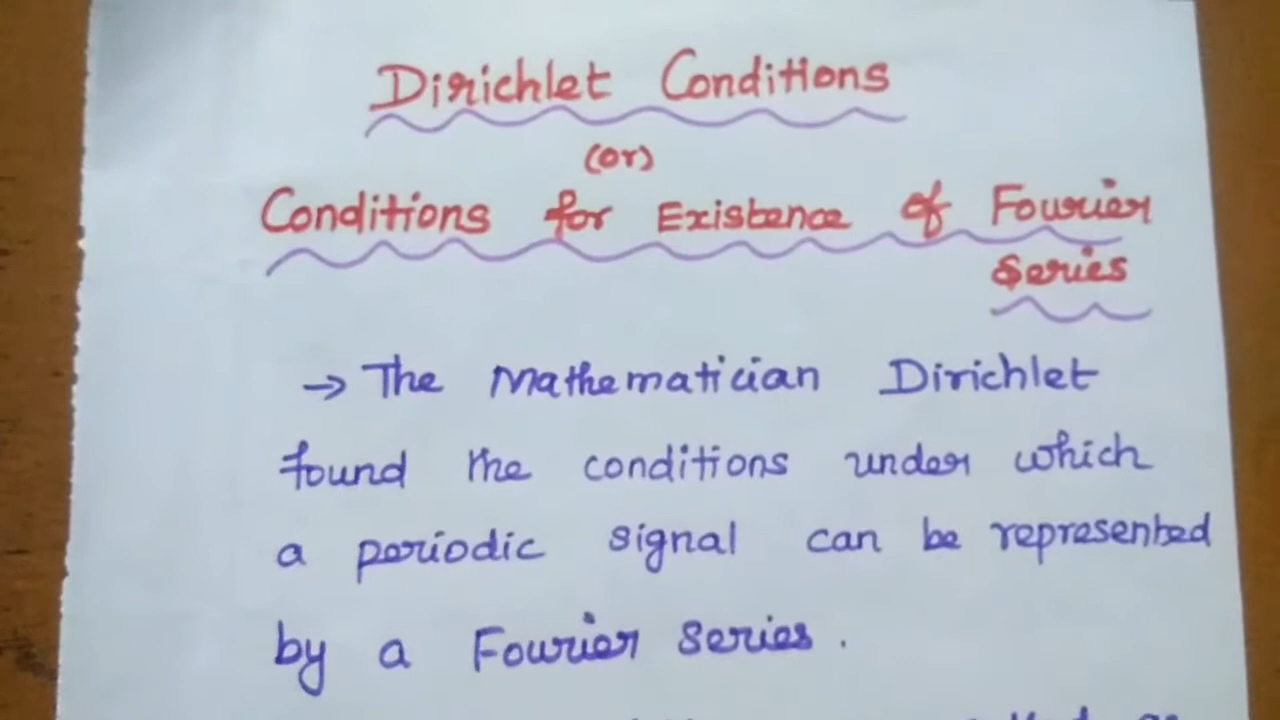 Dirichlet Conditions
(or)
Conditions for Existence of Fourier
Series
→ The Mathematician Dirichlet
found the conditions under which
a periodic signal can be represented
by a Fourier Series.